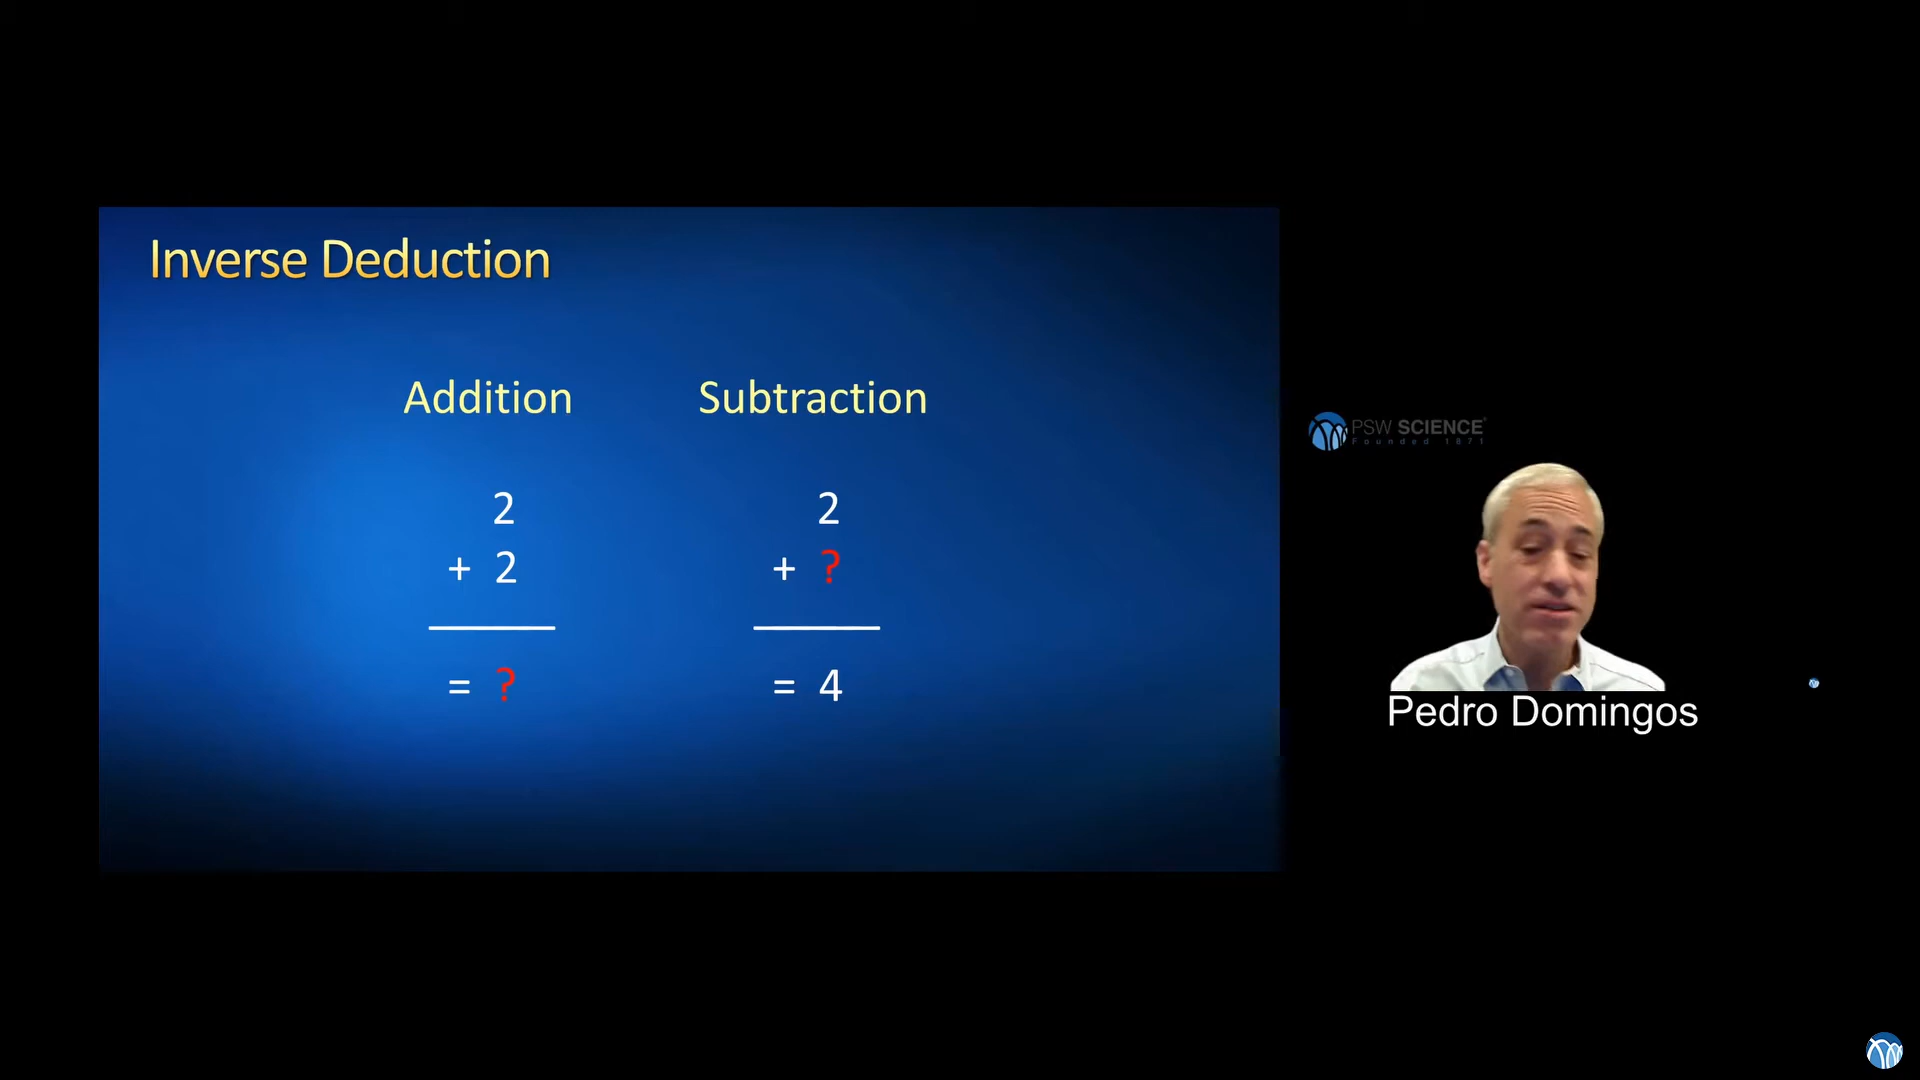 Inverse Deduction
Addition
Subtraction
2
+ 2
= ?
2
+ ?
= 4
PSW SCIENCE
Founded 1871
Pedro Domingos